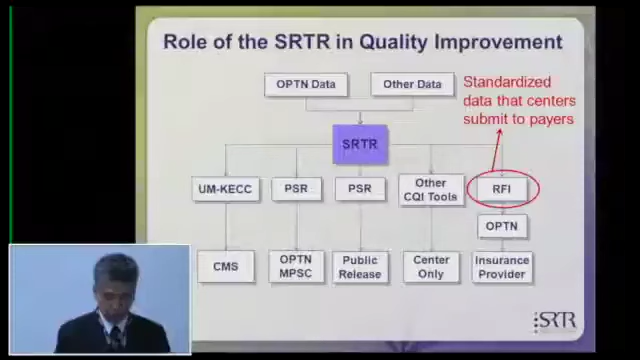 SRTR
Role of the SRTR in Quality Improvement
OPTN Data
Other Data
Standardized
data that centers
submit to payers
SRTR
UM-KECC
PSR
PSR
Other
CQI Tools
RFI
OPTN
CMS
OPTN
MPSC
Public
Release
Center
Only
Insurance
Provider
SRTR